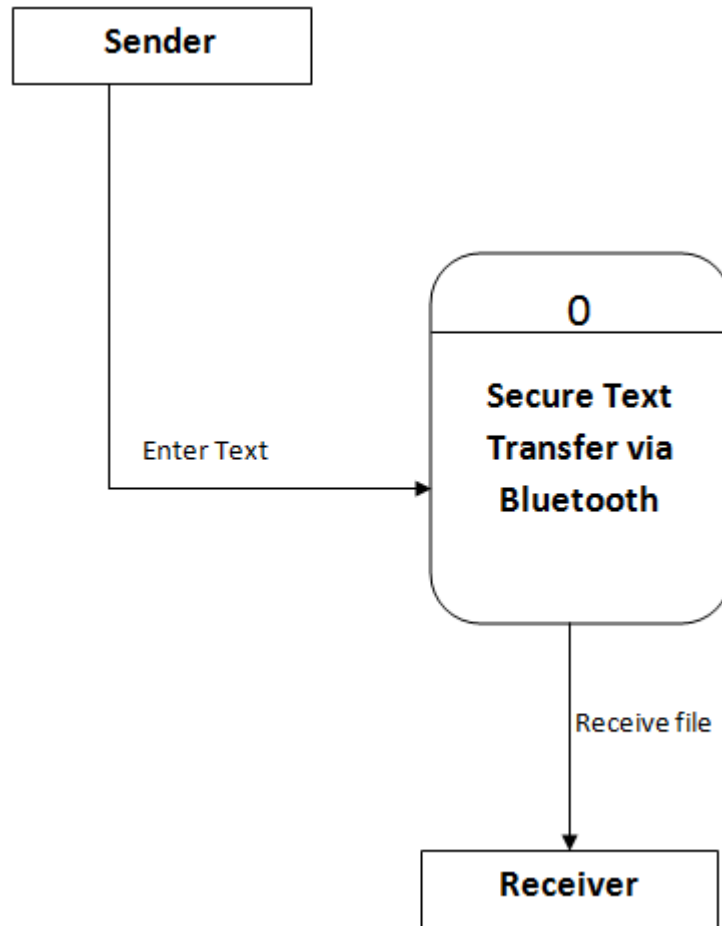 Sender
0
Secure Text
Transfer via
Bluetooth
Enter Text
Receive file
Receiver